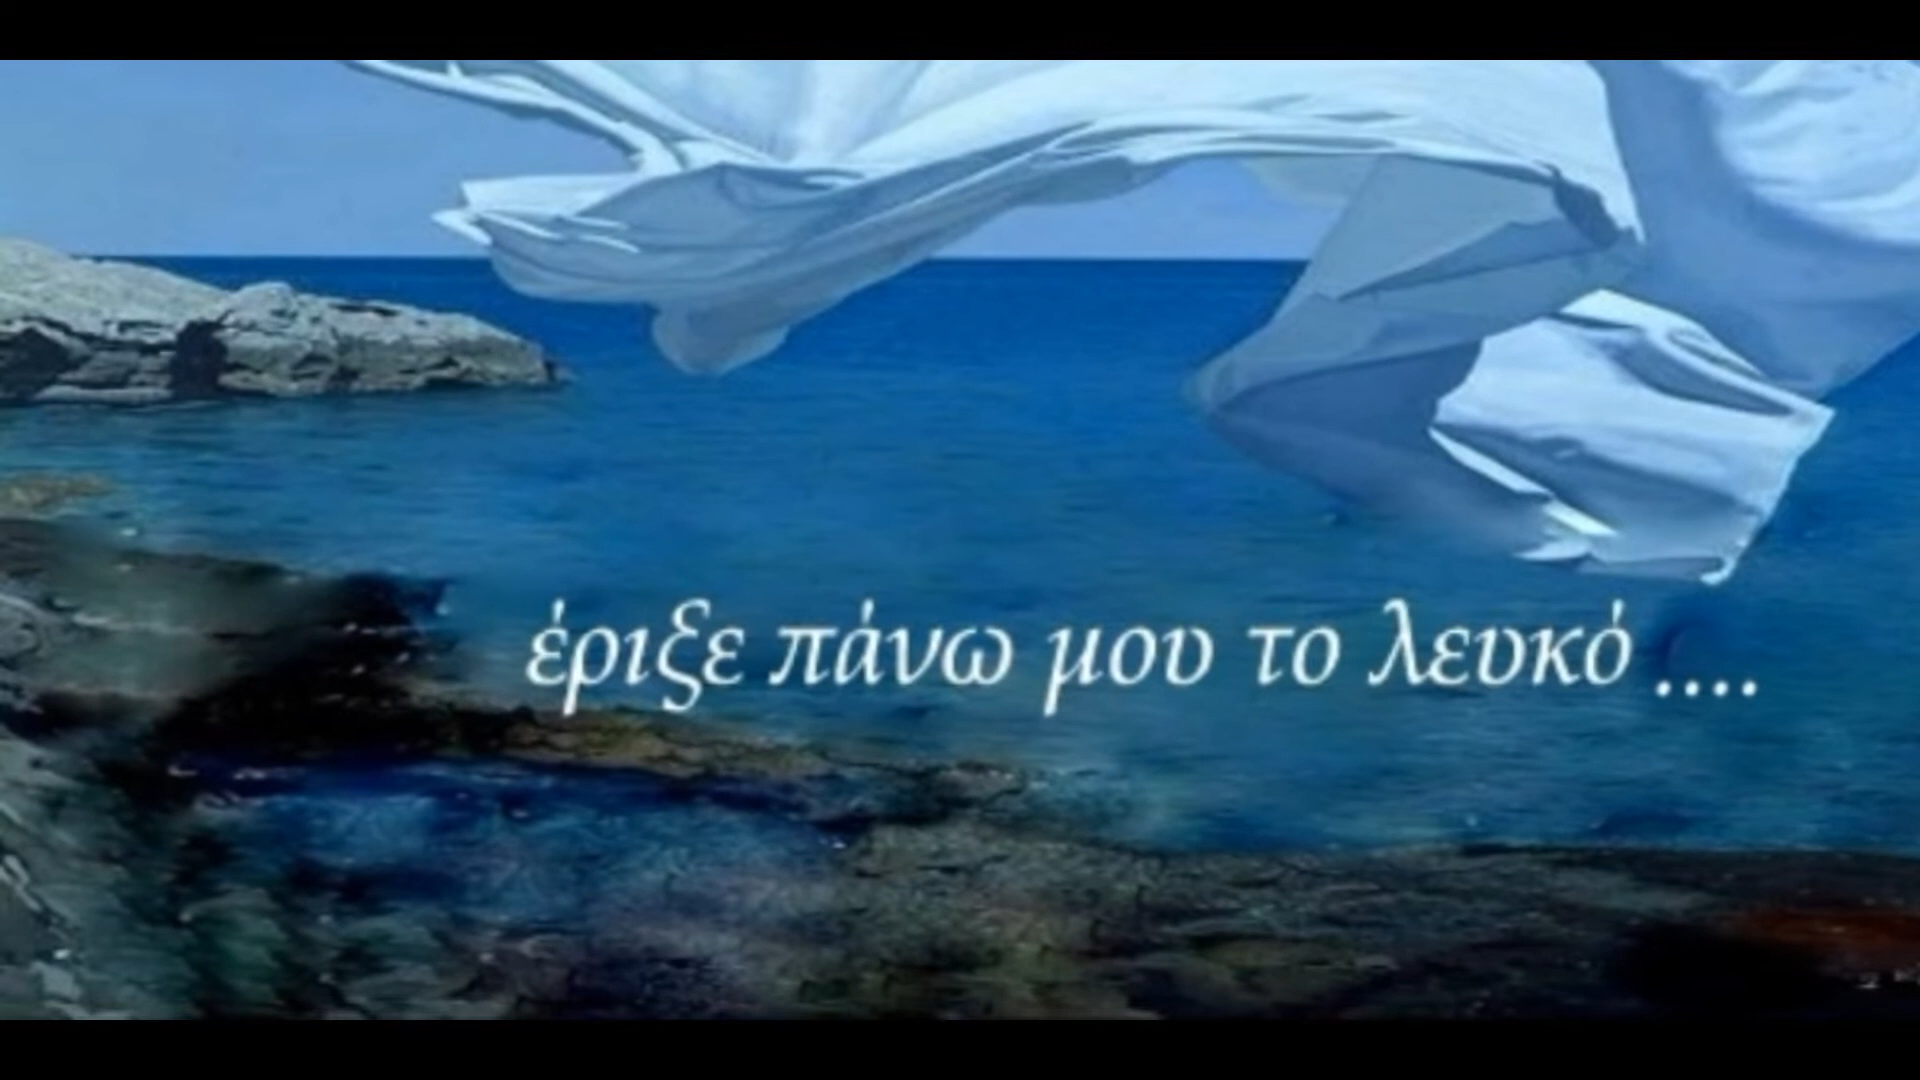 έριξε πάνω μου το λευκό ....